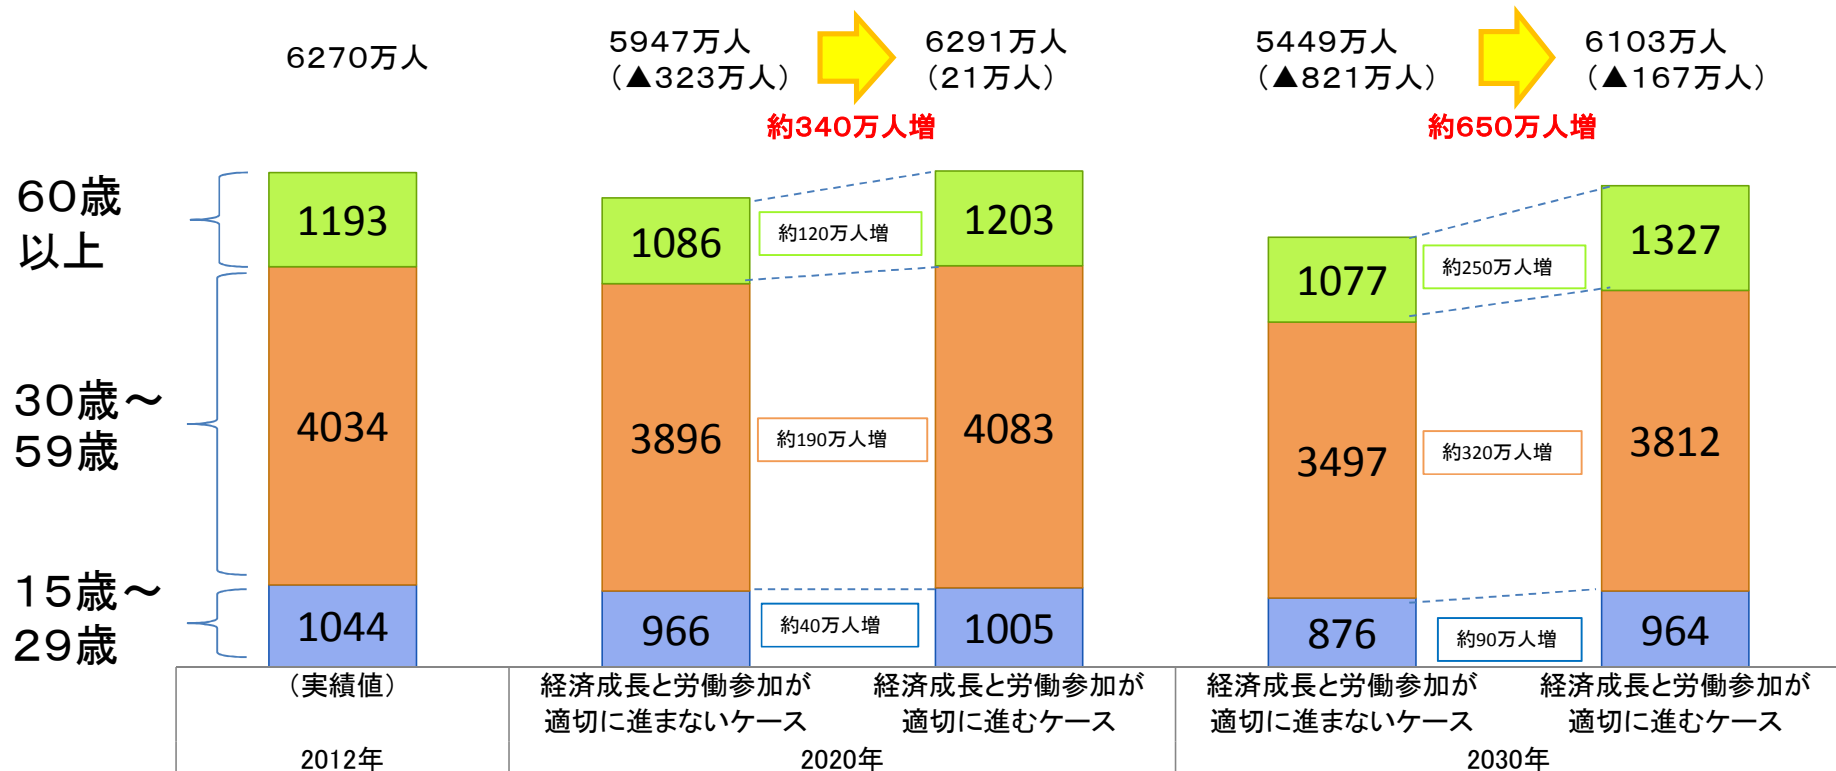 6270万人
5947万人
(▲323万人)
6291万人
(21万人)
約340万人増
5449万人
(▲821万人)
6103万人
(▲167万人)
約650万人増
60歳
以上
30歳～
59歳
15歳～
29歳
1193
4034
1044
1086
3896
966
約120万人増
約190万人増
約40万人増
1203
4083
1005
1077
3497
876
約250万人増
約320万人増
約90万人増
1327
3812
964
(実績値)
2012年
経済成長と労働参加が
適切に進まないケース
経済成長と労働参加が
適切に進むケース
2020年
経済成長と労働参加が
適切に進まないケース
経済成長と労働参加が
適切に進むケース
2030年